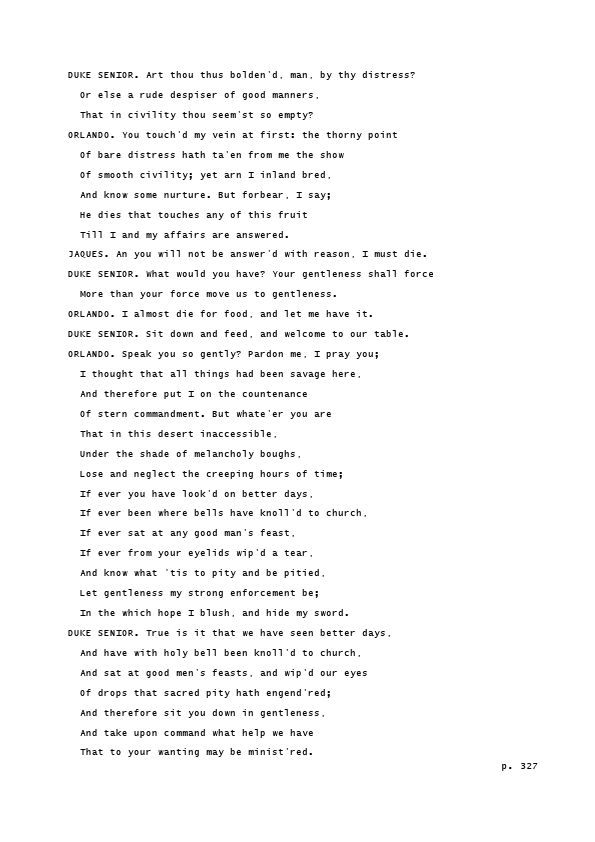 DUKE SENIOR. Art thou thus bolden'd, man, by thy distress?
Or else a rude despiser of good manners,
That in civility thou seem'st so empty?
ORLANDO. You touch'd my vein at first: the thorny point
Of bare distress hath ta'en from me the show
Of smooth civility; yet arn I inland bred,
And know some nurture. But forbear, I say;
He dies that touches any of this fruit
Till I and my affairs are answered.
JAQUES. An you will not be answer'd with reason, I must die.
DUKE SENIOR. What would you have? Your gentleness shall force
More than your force move us to gentleness.
ORLANDO. I almost die for food, and let me have it.
DUKE SENIOR. Sit down and feed, and welcome to our table.
ORLANDO. Speak you so gently? Pardon me, I pray you;
I thought that all things had been savage here,
And therefore put I on the countenance
Of stern commandment. But whate'er you are
That in this desert inaccessible,
Under the shade of melancholy boughs,
Lose and neglect the creeping hours of time;
If ever you have look'd on better days,
If ever been where bells have knoll'd to church,
If ever sat at any good man's feast,
If ever from your eyelids wip'd a tear,
And know what 'tis to pity and be pitied,
Let gentleness my strong enforcement be;
In the which hope I blush, and hide my sword.
DUKE SENIOR. True is it that we have seen better days,
And have with holy bell been knoll'd to church,
And sat at good men's feasts, and wip'd our eyes
Of drops that sacred pity hath engend'red;
And therefore sit you down in gentleness,
And take upon command what help we have
That to your wanting may be minist'red.
p. 327